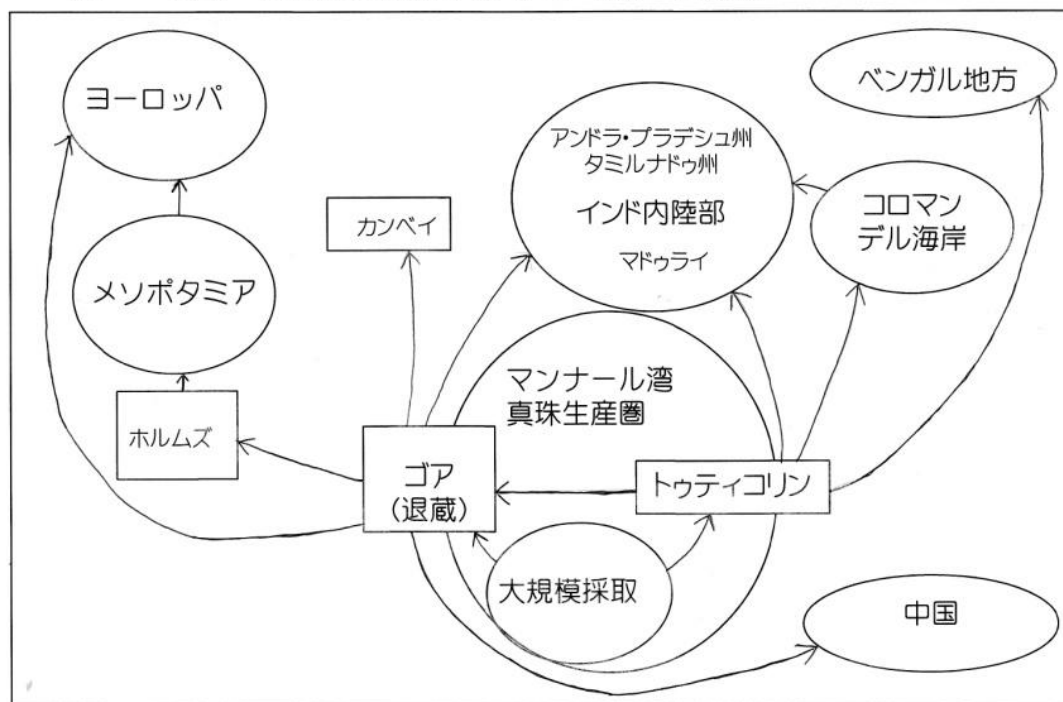 ヨーロッパ
ベンガル地方
アンドラ・プラデシュ州
タミルナドゥ州
インド内陸部
マドゥライ
コロマン
デル海岸
カンベイ
メソポタミア
マンナール湾
真珠生産圏
ホルムズ
ゴア
(退蔵)
トゥティコリン
大規模採取
中国